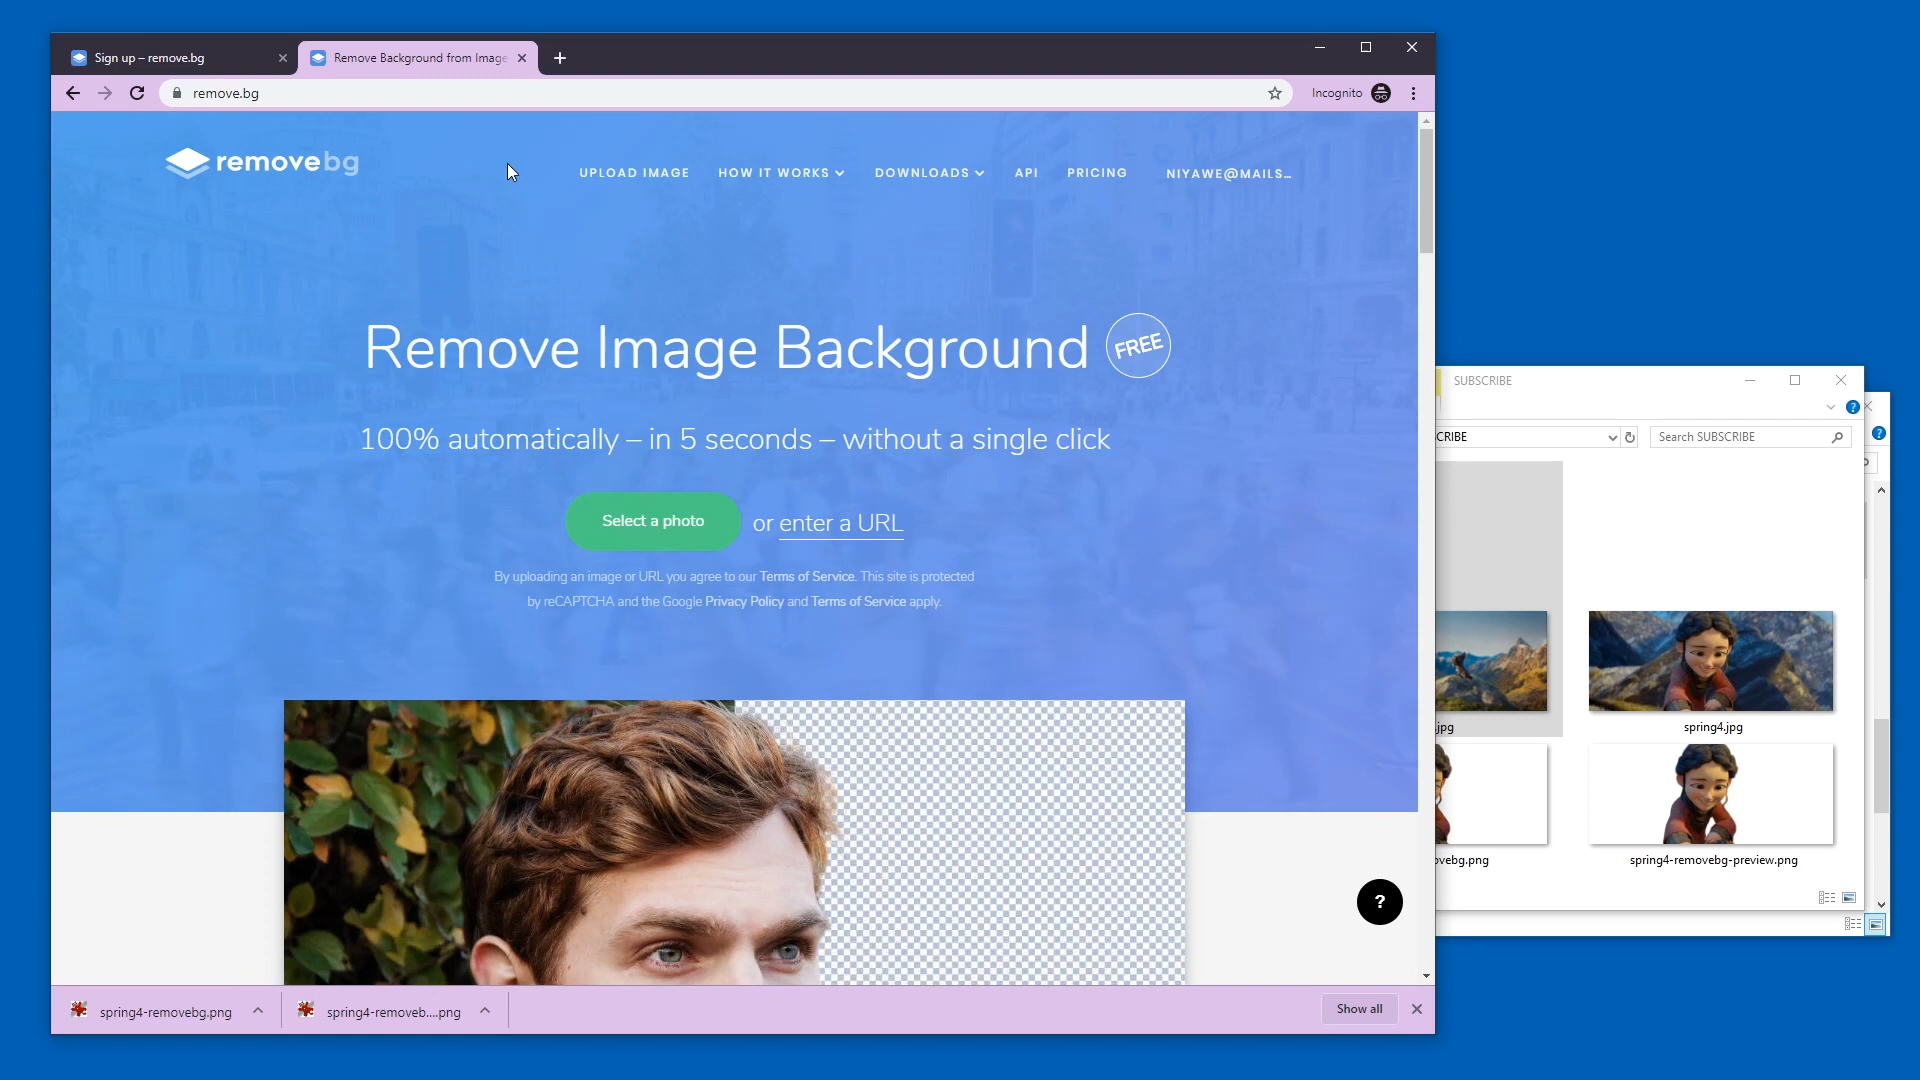 Sign up – remove.bg
Remove Background from Image
remove.bg
Incognito
removebg
UPLOAD IMAGE
HOW IT WORKS
DOWNLOADS
API
PRICING
NIYAWE@MAILS...
Remove Image Background
FREE
100% automatically – in 5 seconds – without a single click
Select a photo
or enter a URL
By uploading an image or URL you agree to our Terms of Service. This site is protected
by reCAPTCHA and the Google Privacy Policy and Terms of Service apply.
?
SUBSCRIBE
?
?
CRIBE
Search SUBSCRIBE
.jpg
spring4.jpg
ovebg.png
spring4-removebg-preview.png
spring4-removebg.png
spring4-removeb....png
Show all